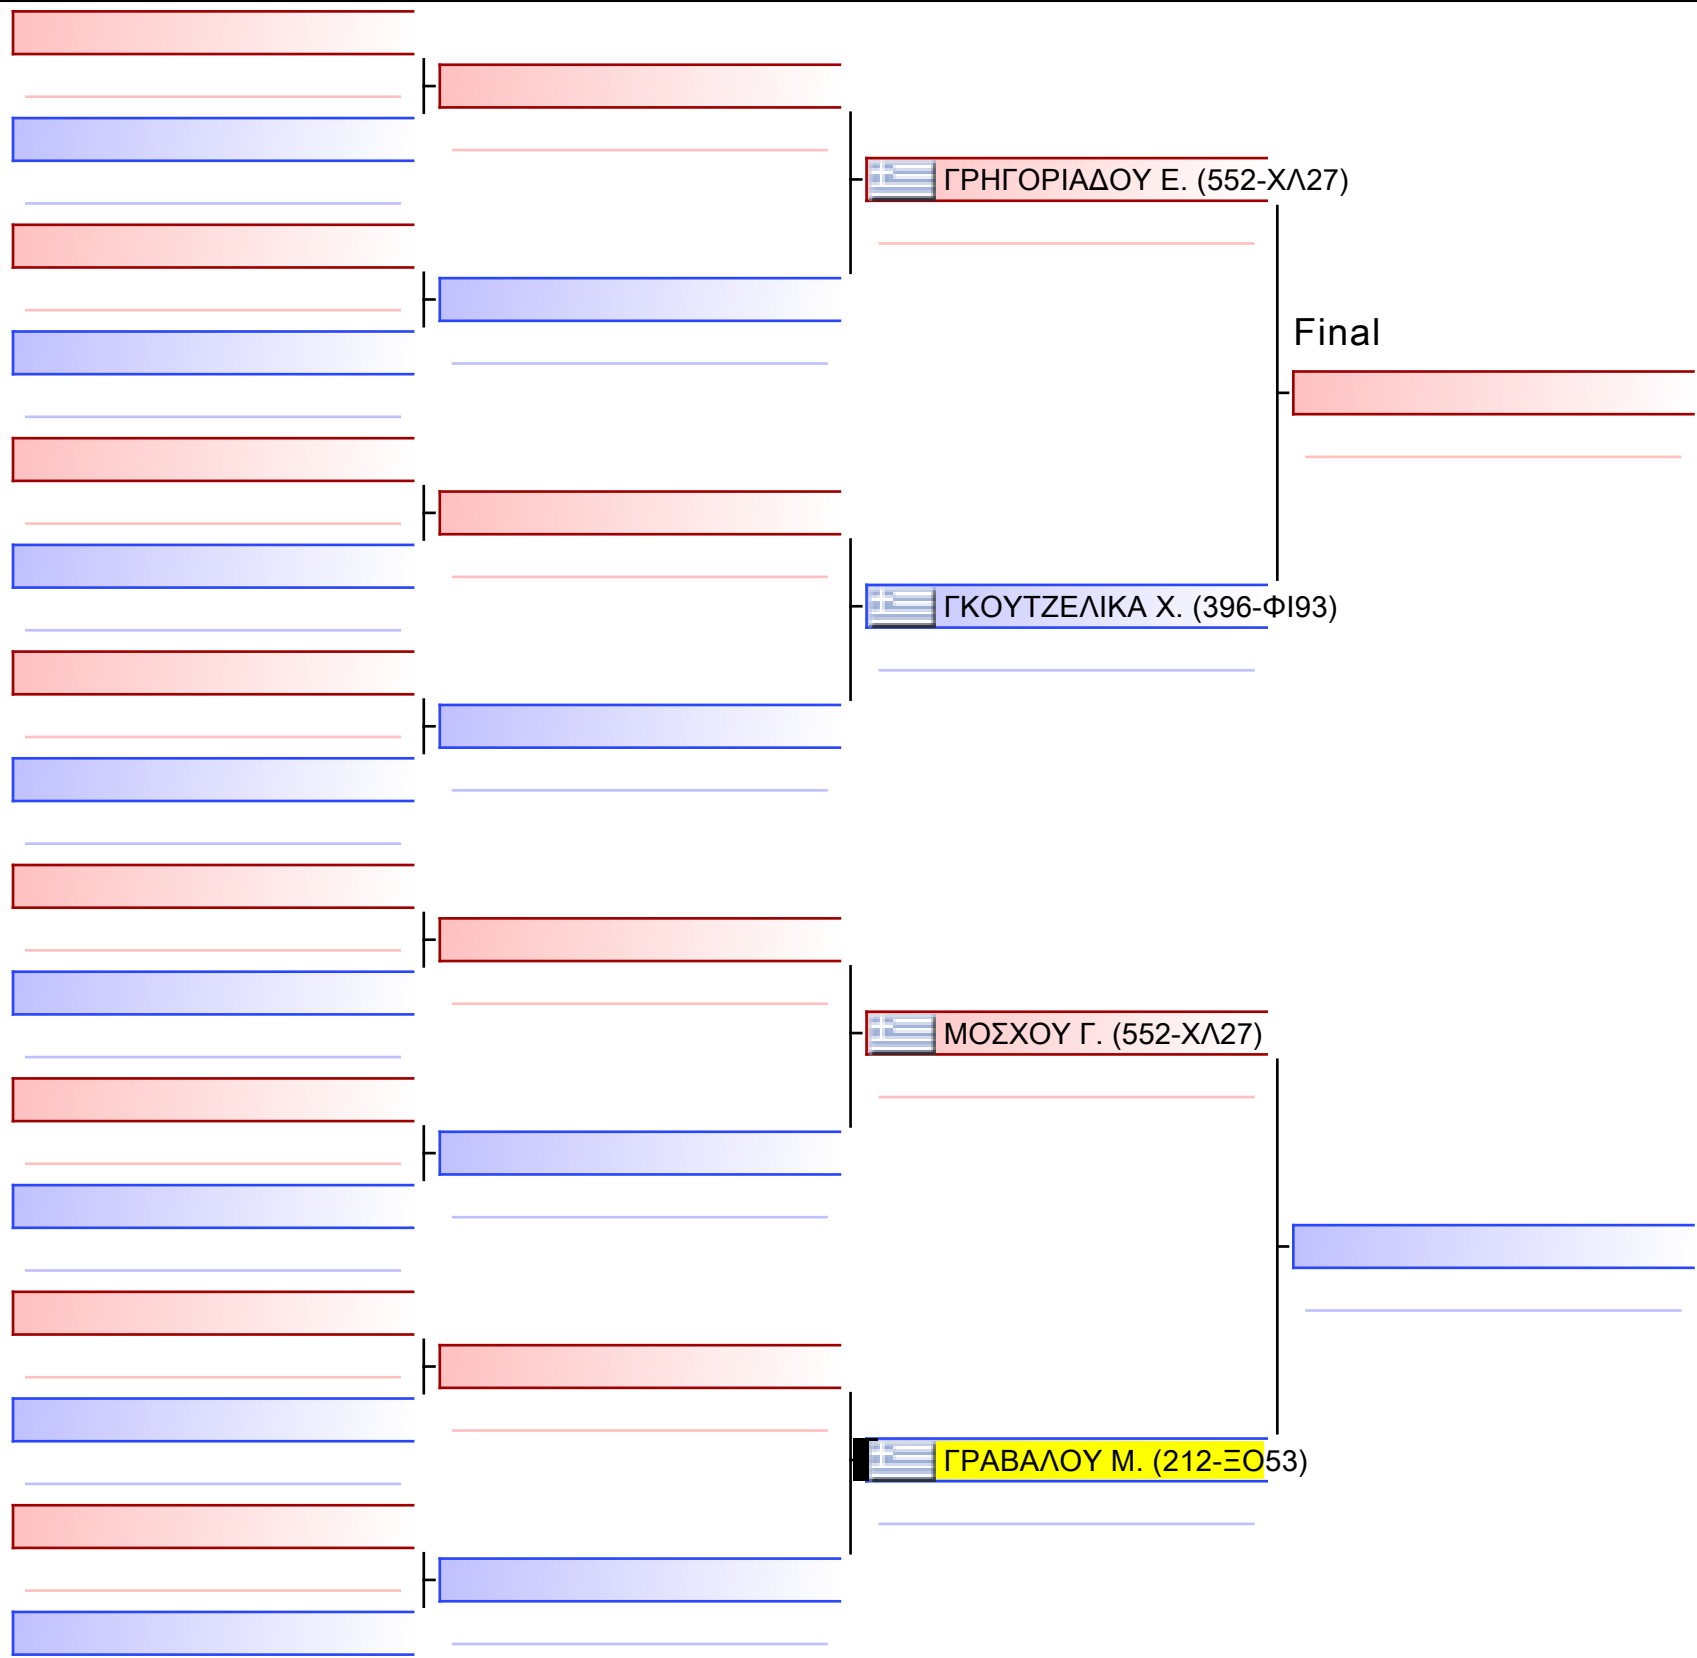 ΓΡΗΓΟΡΙΑΔΟΥ Ε. (552-ΧΛ27)
Final
ΓΚΟΥΤΖΕΛΙΚΑ Χ. (396-ΦΙ93)
ΜΟΣΧΟΥ Γ. (552-ΧΛ27)
ΓΡΑΒΑΛΟΥ Μ. (212-ΞΟ53)